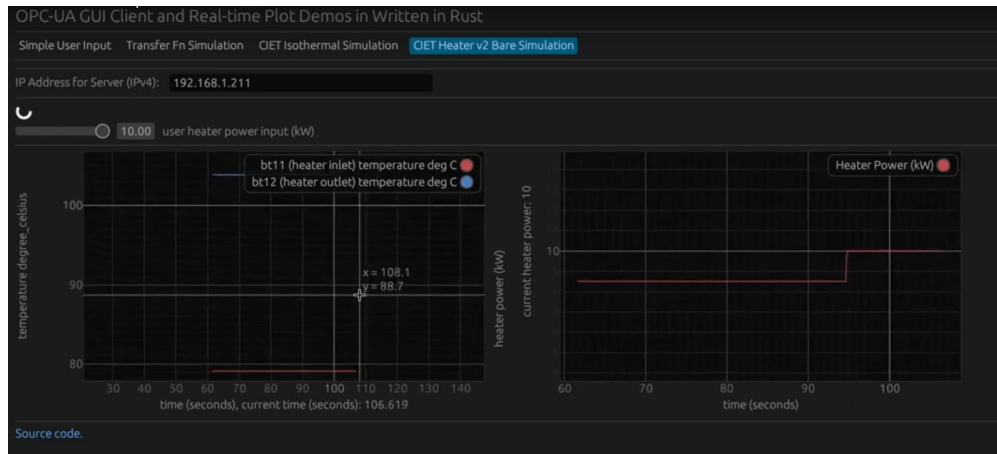 OPC-UA GUI Client and Real-time Plot Demos in Written in Rust
Simple User Input Transfer Fn Simulation CIET Isothermal Simulation CIET Heater v2 Bare Simulation
IP Address for Server (IPv4): 192.168.1.211
10.00 user heater power input (kW)
bt11 (heater inlet) temperature deg C
bt12 (heater outlet) temperature deg C
temperature degree_celsius
100
90
80
x = 108.1
y = 88.7
30 40 50 60 70 80 90 100 110 120 130 140
time (seconds), current time (seconds): 106.619
heater power (kW)
current heater power: 10
Heater Power (kW)
10
60 70 80 90 100
time (seconds)
Source code.